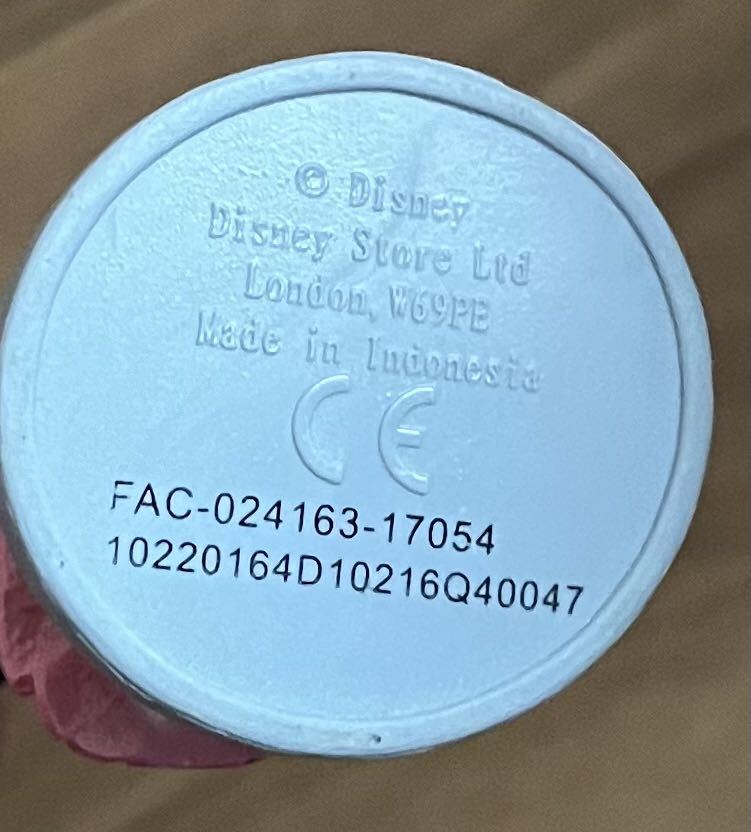 © Disney
Disney Store Ltd
London, W69PE
Made in Indonesia
CE
FAC-024163-17054
10220164D10216Q40047